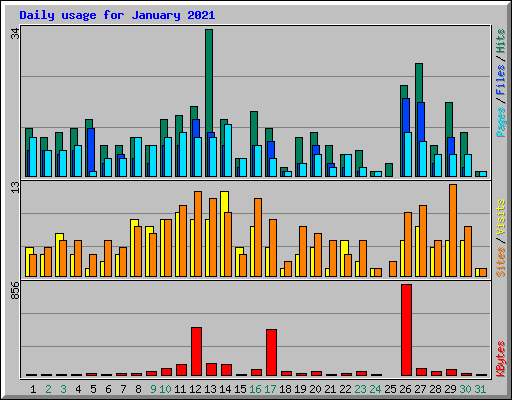 Daily usage for January 2021
34
Pages / Files / Hits
13
Sites / Visits
856
KBytes
1 2 3 4 5 6 7 8 9 10 11 12 13 14 15 16 17 18 19 20 21 22 23 24 25 26 27 28 29 30 31